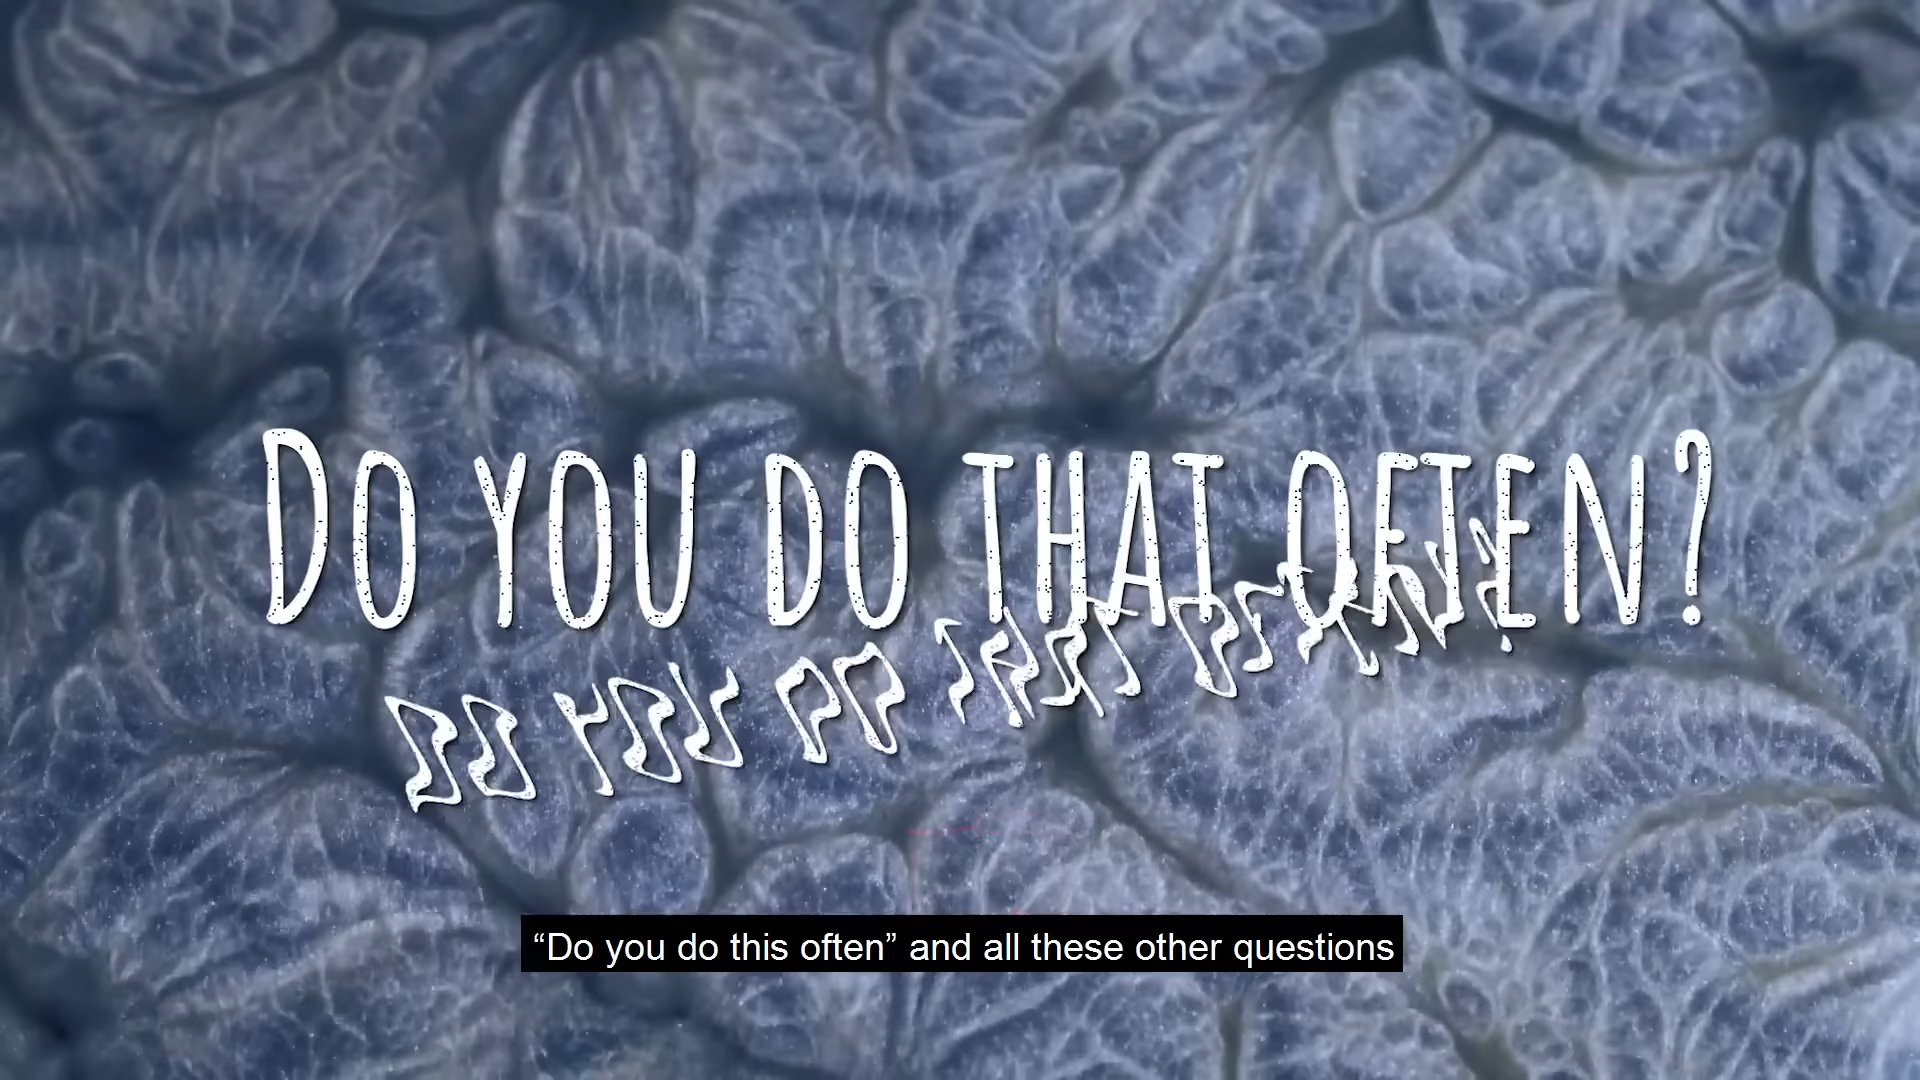 Do you do that often?
“Do you do this often” and all these other questions